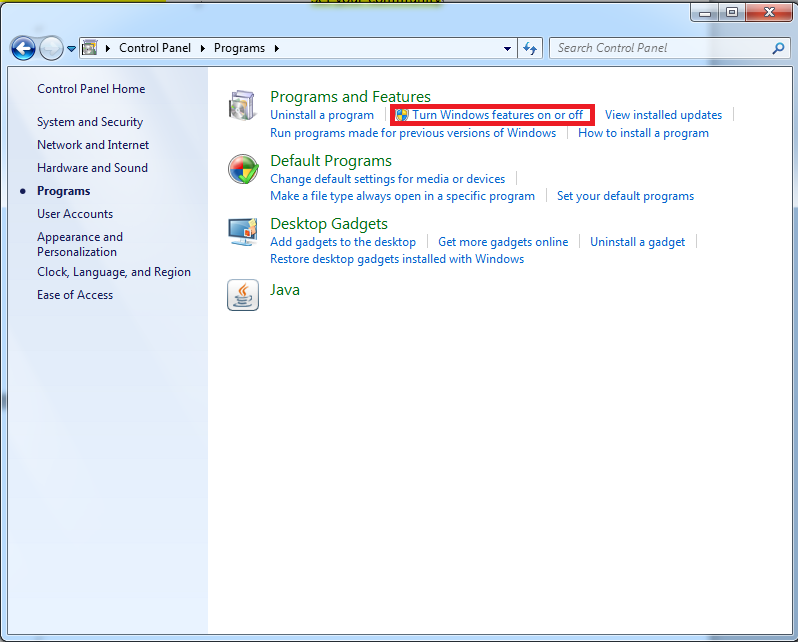 Control Panel Programs
Search Control Panel
Control Panel Home
System and Security
Network and Internet
Hardware and Sound
Programs
User Accounts
Appearance and
Personalization
Clock, Language, and Region
Ease of Access
Programs and Features
Uninstall a program Turn Windows features on or off View installed updates
Run programs made for previous versions of Windows How to install a program
Default Programs
Change default settings for media or devices
Make a file type always open in a specific program Set your default programs
Desktop Gadgets
Add gadgets to the desktop Get more gadgets online Uninstall a gadget
Restore desktop gadgets installed with Windows
Java